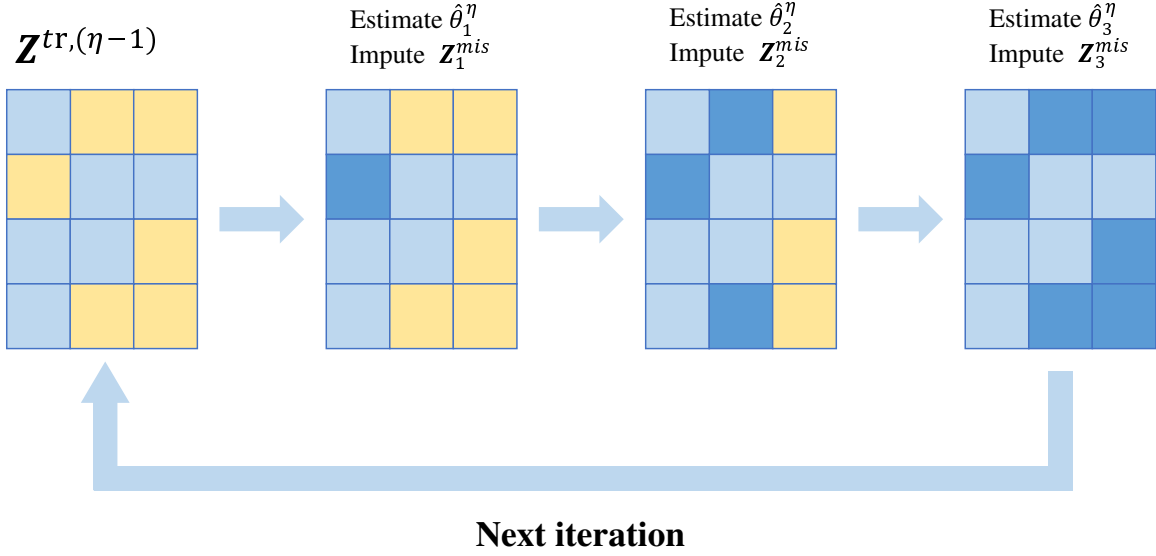 𝒁^{tr,(η−1)}
Estimate θ̂_1^η
Impute 𝒁_1^{mis}
Estimate θ̂_2^η
Impute 𝒁_2^{mis}
Estimate θ̂_3^η
Impute 𝒁_3^{mis}
Next iteration